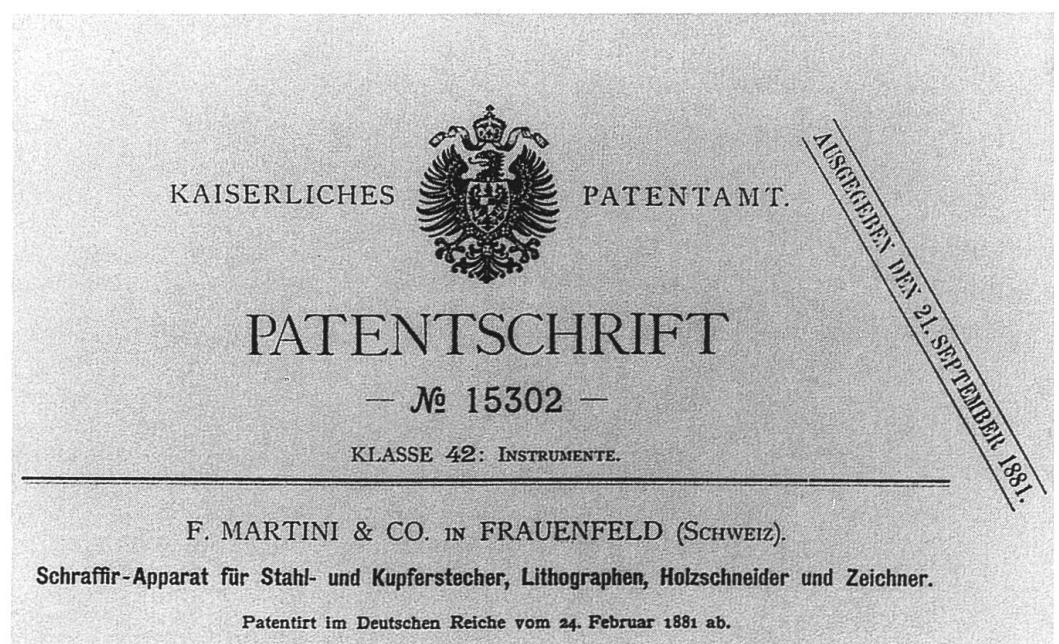 KAISERLICHES PATENTAMT.
AUSGEGEBEN DEN 21. SEPTEMBER 1881.
PATENTSCHRIFT
— № 15302 —
KLASSE 42: INSTRUMENTE.
F. MARTINI & CO. IN FRAUENFELD (SCHWEIZ).
Schraffir-Apparat für Stahl- und Kupferstecher, Lithographen, Holzschneider und Zeichner.
Patentirt im Deutschen Reiche vom 24. Februar 1881 ab.